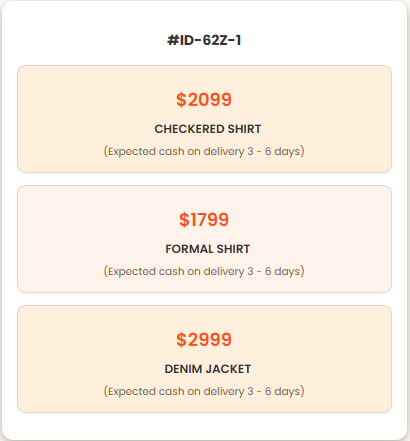 #ID-62Z-1
$2099
CHECKERED SHIRT
(Expected cash on delivery 3 - 6 days)
$1799
FORMAL SHIRT
(Expected cash on delivery 3 - 6 days)
$2999
DENIM JACKET
(Expected cash on delivery 3 - 6 days)